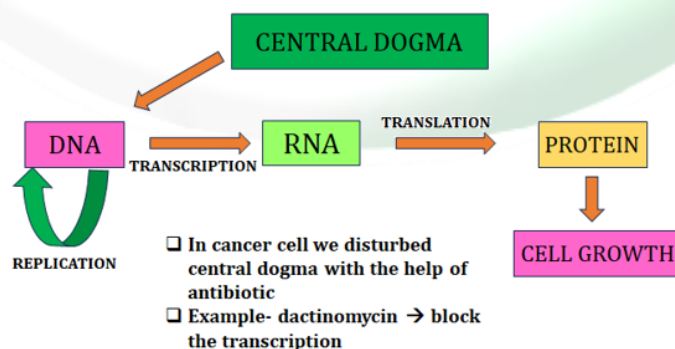 CENTRAL DOGMA
DNA
TRANSCRIPTION
RNA
TRANSLATION
PROTEIN
REPLICATION
CELL GROWTH
❑ In cancer cell we disturbed
central dogma with the help of
antibiotic
❑ Example- dactinomycin → block
the transcription